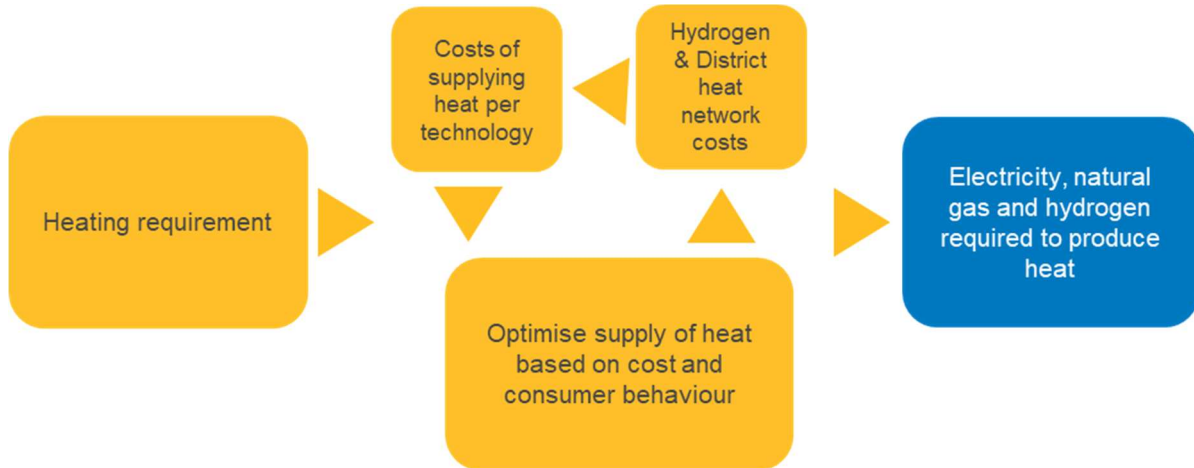 Heating requirement
Costs of
supplying
heat per
technology
Hydrogen
& District
heat
network
costs
Optimise supply of heat
based on cost and
consumer behaviour
Electricity, natural
gas and hydrogen
required to produce
heat